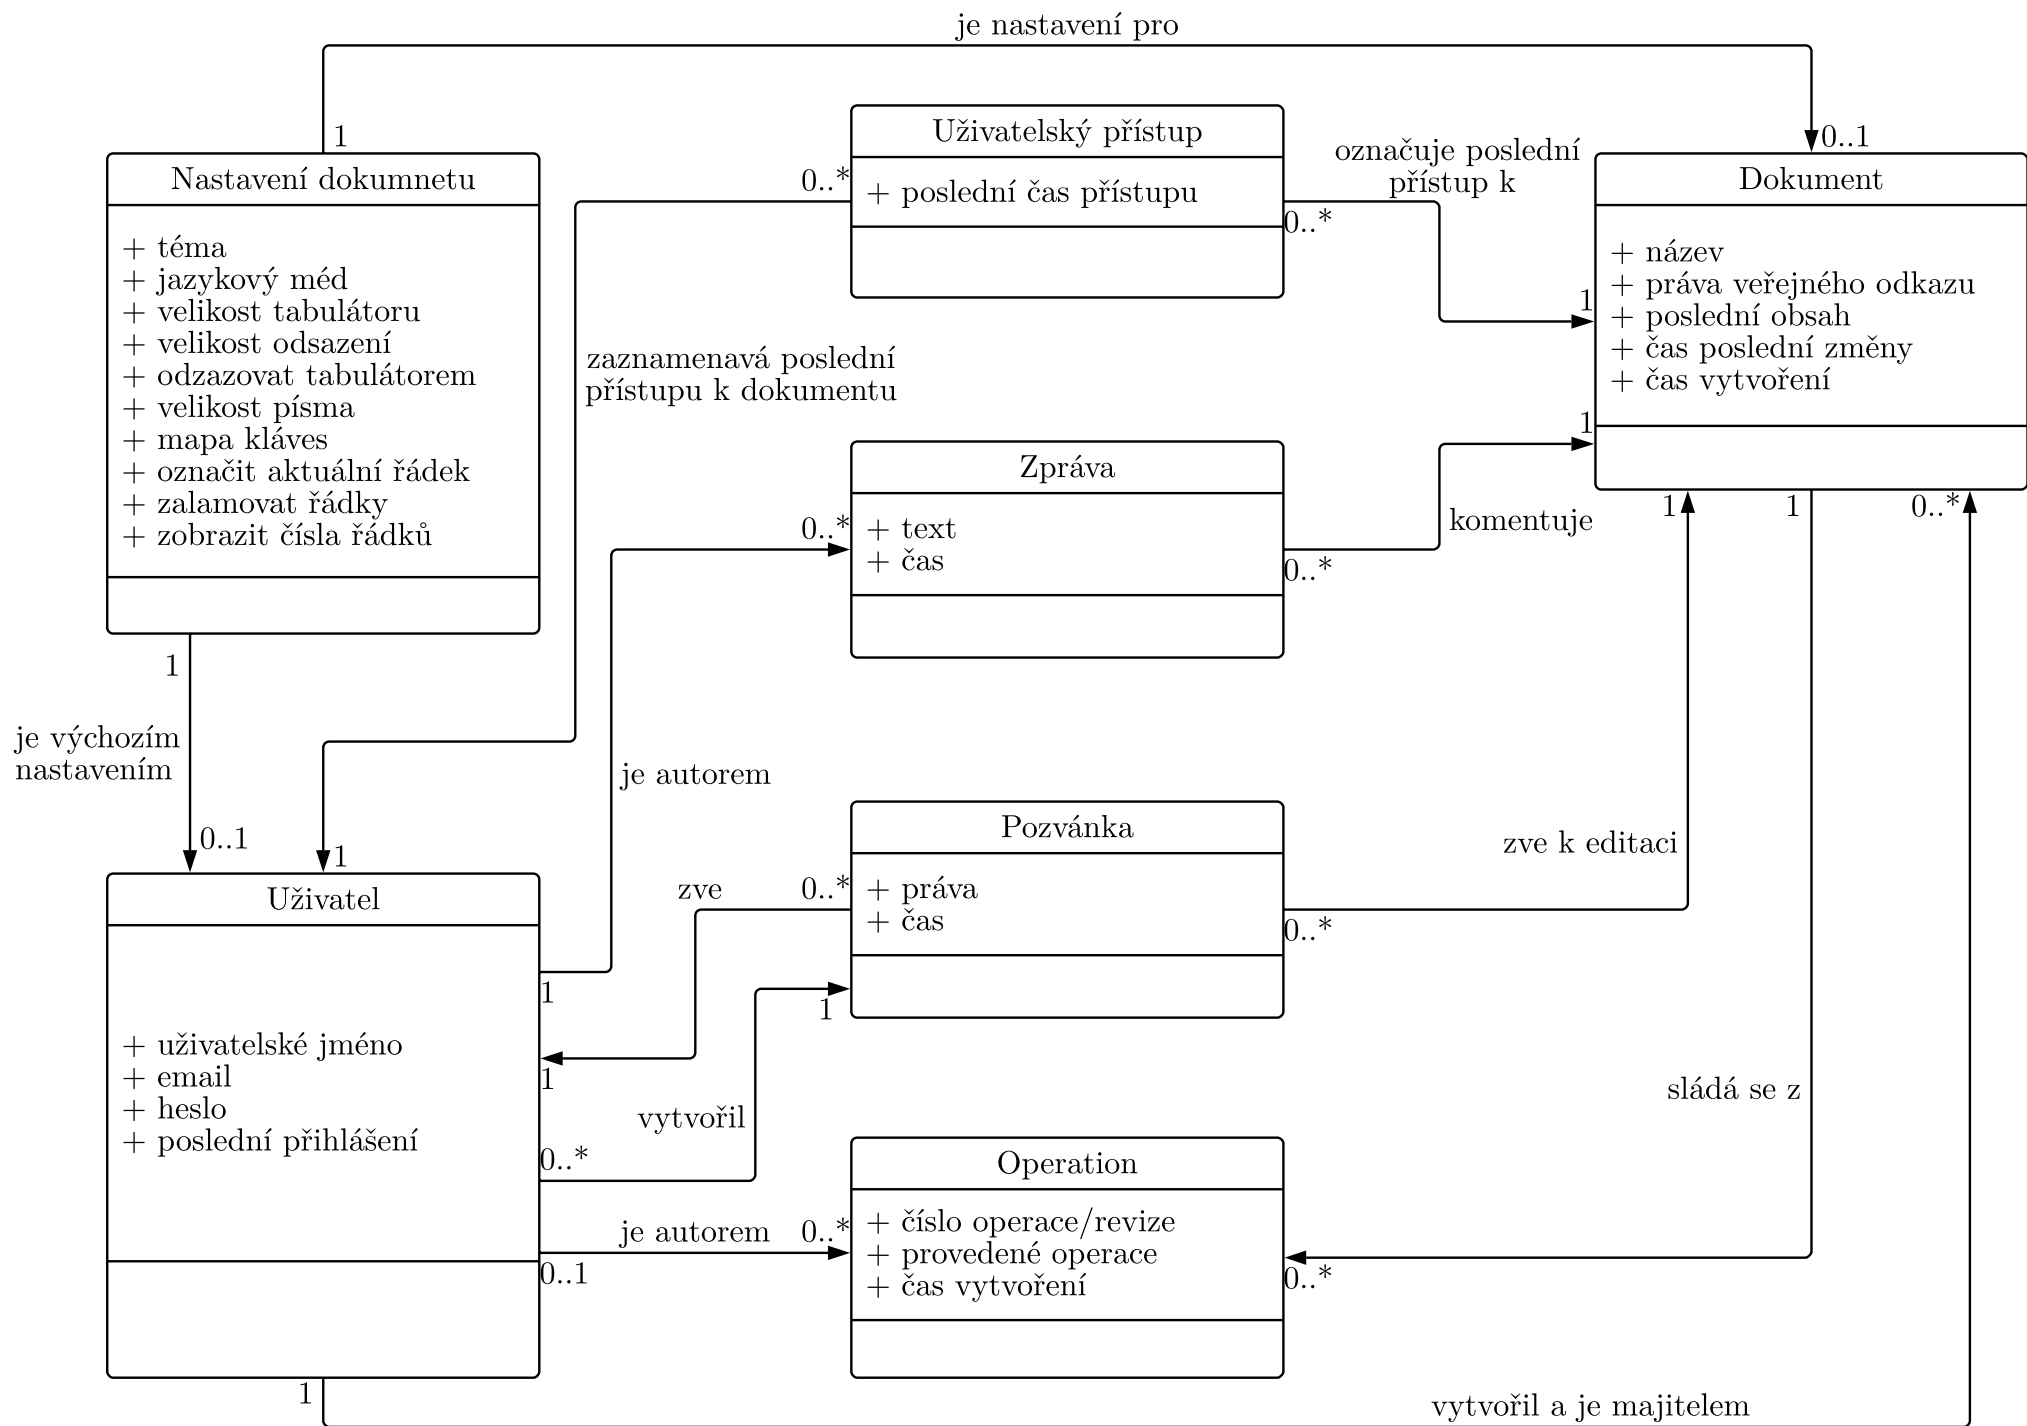 je nastavení pro
1
0..1
Nastavení dokumnetu
+ téma
+ jazykový méd
+ velikost tabulátoru
+ velikost odsazení
+ odzazovat tabulátorem
+ velikost písma
+ mapa kláves
+ označit aktuální řádek
+ zalamovat řádky
+ zobrazit čísla řádků
Uživatelský přístup
+ poslední čas přístupu
0..*
0..*
označuje poslední
přístup k
1
Dokument
+ název
+ práva veřejného odkazu
+ poslední obsah
+ čas poslední změny
+ čas vytvoření
zaznamenavá poslední
přístupu k dokumentu
Zpráva
+ text
+ čas
0..*
0..*
komentuje
1
1
1
0..*
1
je výchozím
nastavením
0..1
1
je autorem
Uživatel
+ uživatelské jméno
+ email
+ heslo
+ poslední přihlášení
Pozvánka
+ práva
+ čas
zve
0..*
0..*
zve k editaci
1
1
1
vytvořil
0..*
sládá se z
Operation
+ číslo operace/revize
+ provedené operace
+ čas vytvoření
je autorem
0..*
0..1
0..*
1
vytvořil a je majitelem